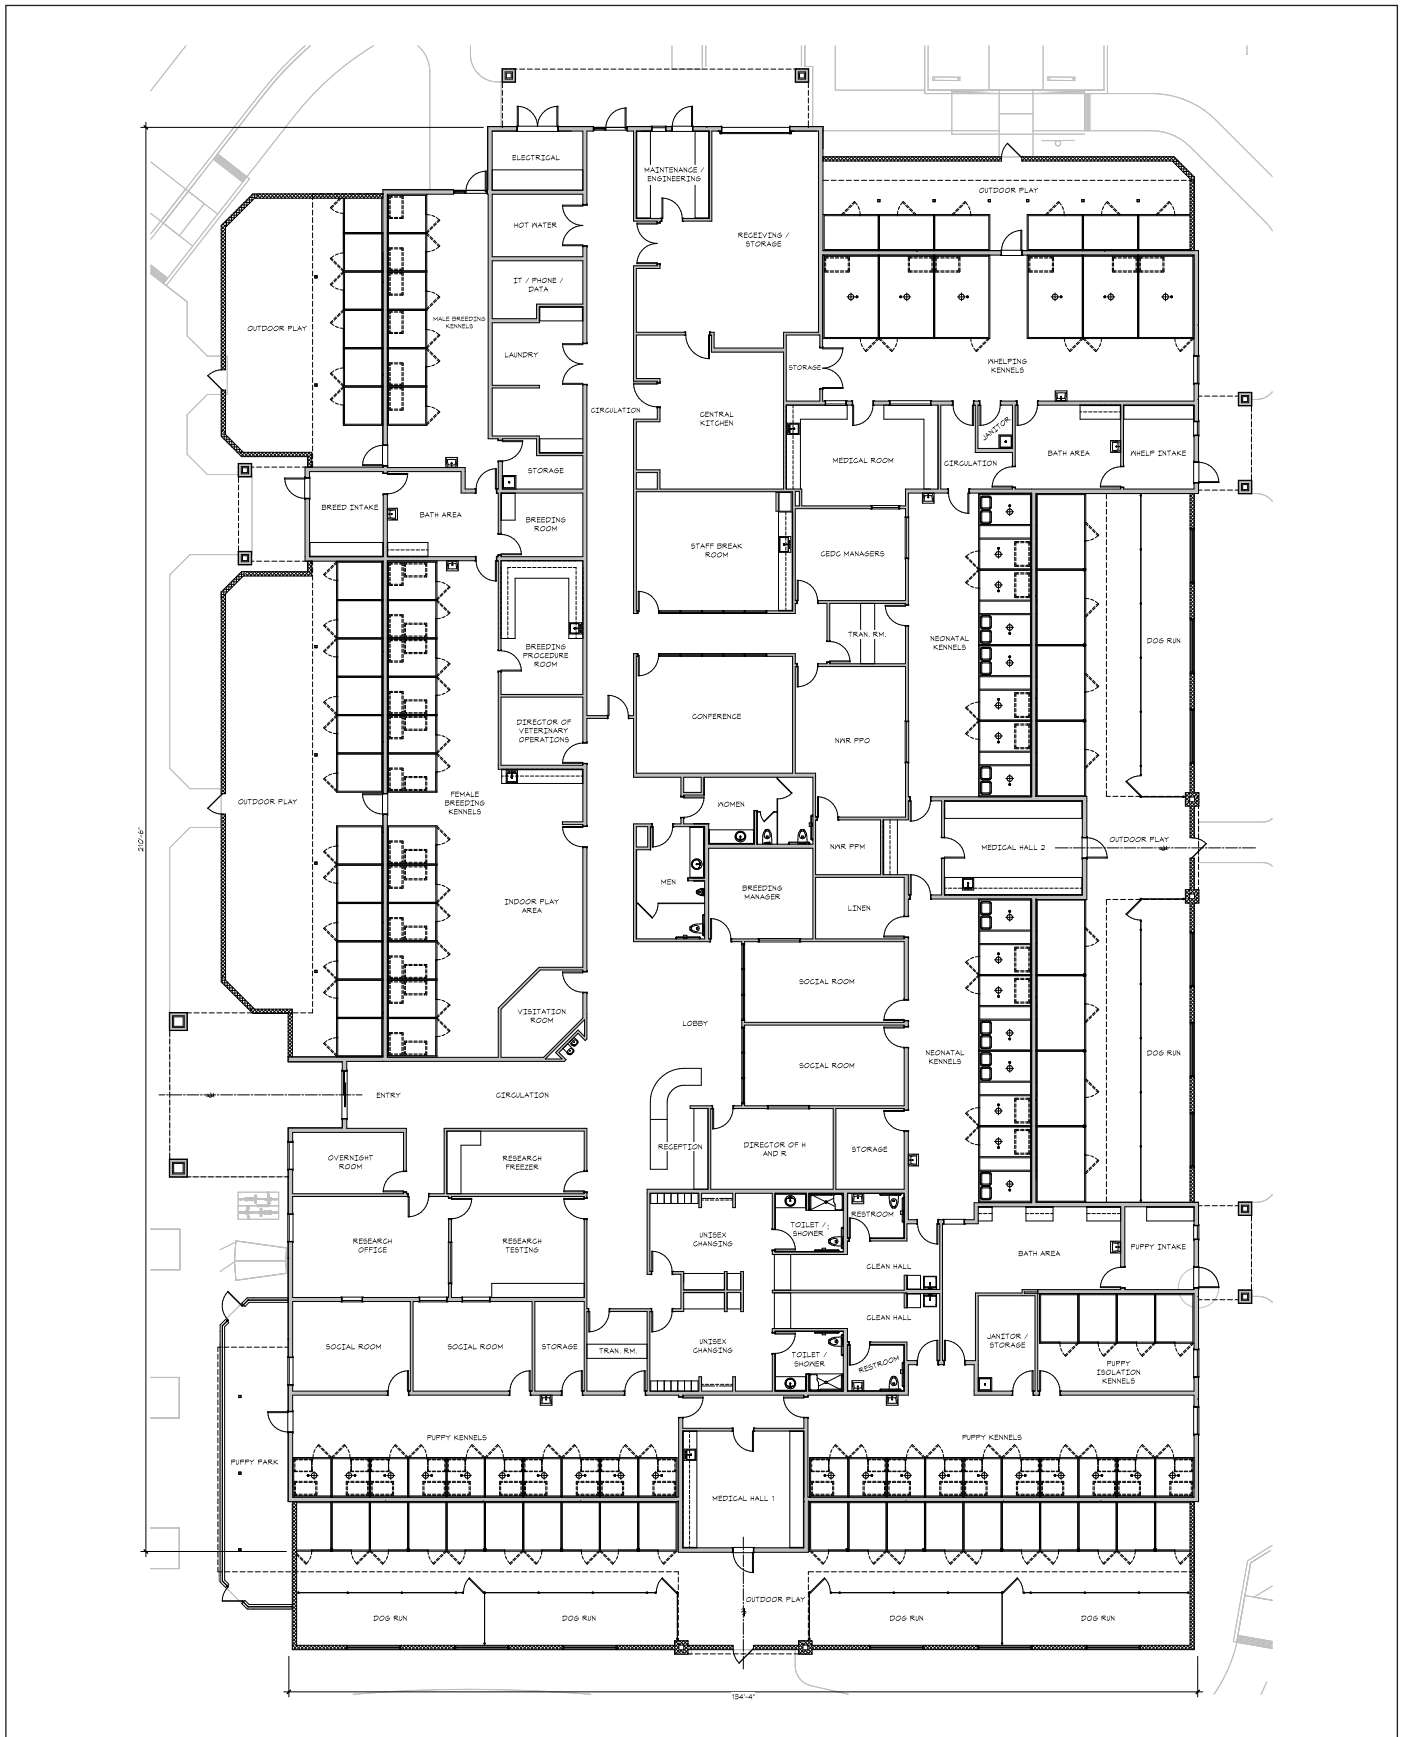 ELECTRICAL
MAINTENANCE /
ENGINEERING
OUTDOOR PLAY
HOT WATER
RECEIVING /
STORAGE
IT / PHONE /
DATA
OUTDOOR PLAY
MALE BREEDING
KENNELS
LAUNDRY
STORAGE
WHELPING
KENNELS
CIRCULATION
CENTRAL
KITCHEN
JANITOR
MEDICAL ROOM
CIRCULATION
BATH AREA
WHELP INTAKE
STORAGE
BREED INTAKE
BATH AREA
BREEDING
ROOM
STAFF BREAK
ROOM
CEDC MANAGERS
BREEDING
PROCEDURE
ROOM
TRAN. RM.
NEONATAL
KENNELS
DOG RUN
DIRECTOR OF
VETERINARY
OPERATIONS
CONFERENCE
NWR PPO
OUTDOOR PLAY
FEMALE
BREEDING
KENNELS
WOMEN
210'-6"
NWR PPM
MEDICAL HALL 2
OUTDOOR PLAY
MEN
BREEDING
MANAGER
INDOOR PLAY
AREA
LINEN
SOCIAL ROOM
VISITATION
ROOM
LOBBY
SOCIAL ROOM
NEONATAL
KENNELS
DOG RUN
ENTRY
CIRCULATION
RECEPTION
DIRECTOR OF H
AND R
STORAGE
OVERNIGHT
ROOM
RESEARCH
FREEZER
RESEARCH
OFFICE
RESEARCH
TESTING
UNISEX
CHANGING
TOILET /
SHOWER
RESTROOM
BATH AREA
PUPPY INTAKE
CLEAN HALL
CLEAN HALL
SOCIAL ROOM
SOCIAL ROOM
STORAGE
TRAN. RM.
UNISEX
CHANGING
TOILET /
SHOWER
RESTROOM
JANITOR /
STORAGE
PUPPY
ISOLATION
KENNELS
PUPPY KENNELS
PUPPY KENNELS
PUPPY PARK
MEDICAL HALL 1
OUTDOOR PLAY
DOG RUN
DOG RUN
DOG RUN
DOG RUN
134'-4"